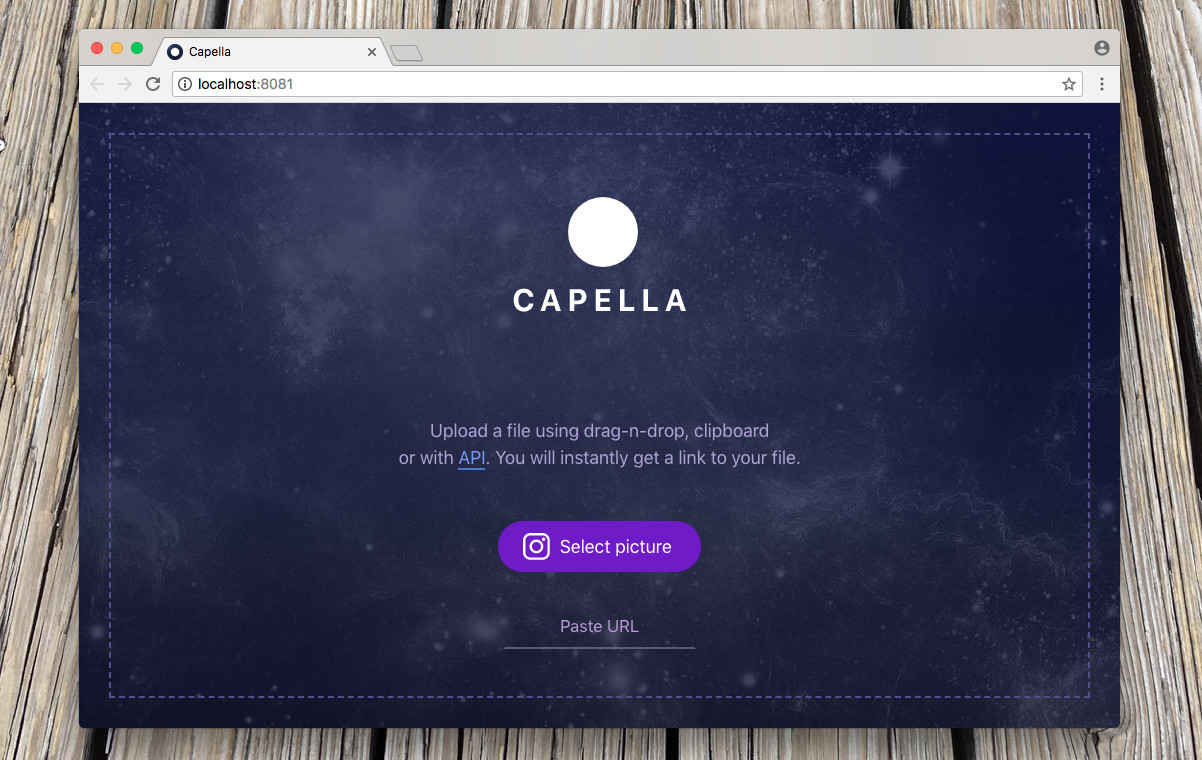 Capella
localhost:8081
CAPELLA
Upload a file using drag-n-drop, clipboard
or with API. You will instantly get a link to your file.
Select picture
Paste URL